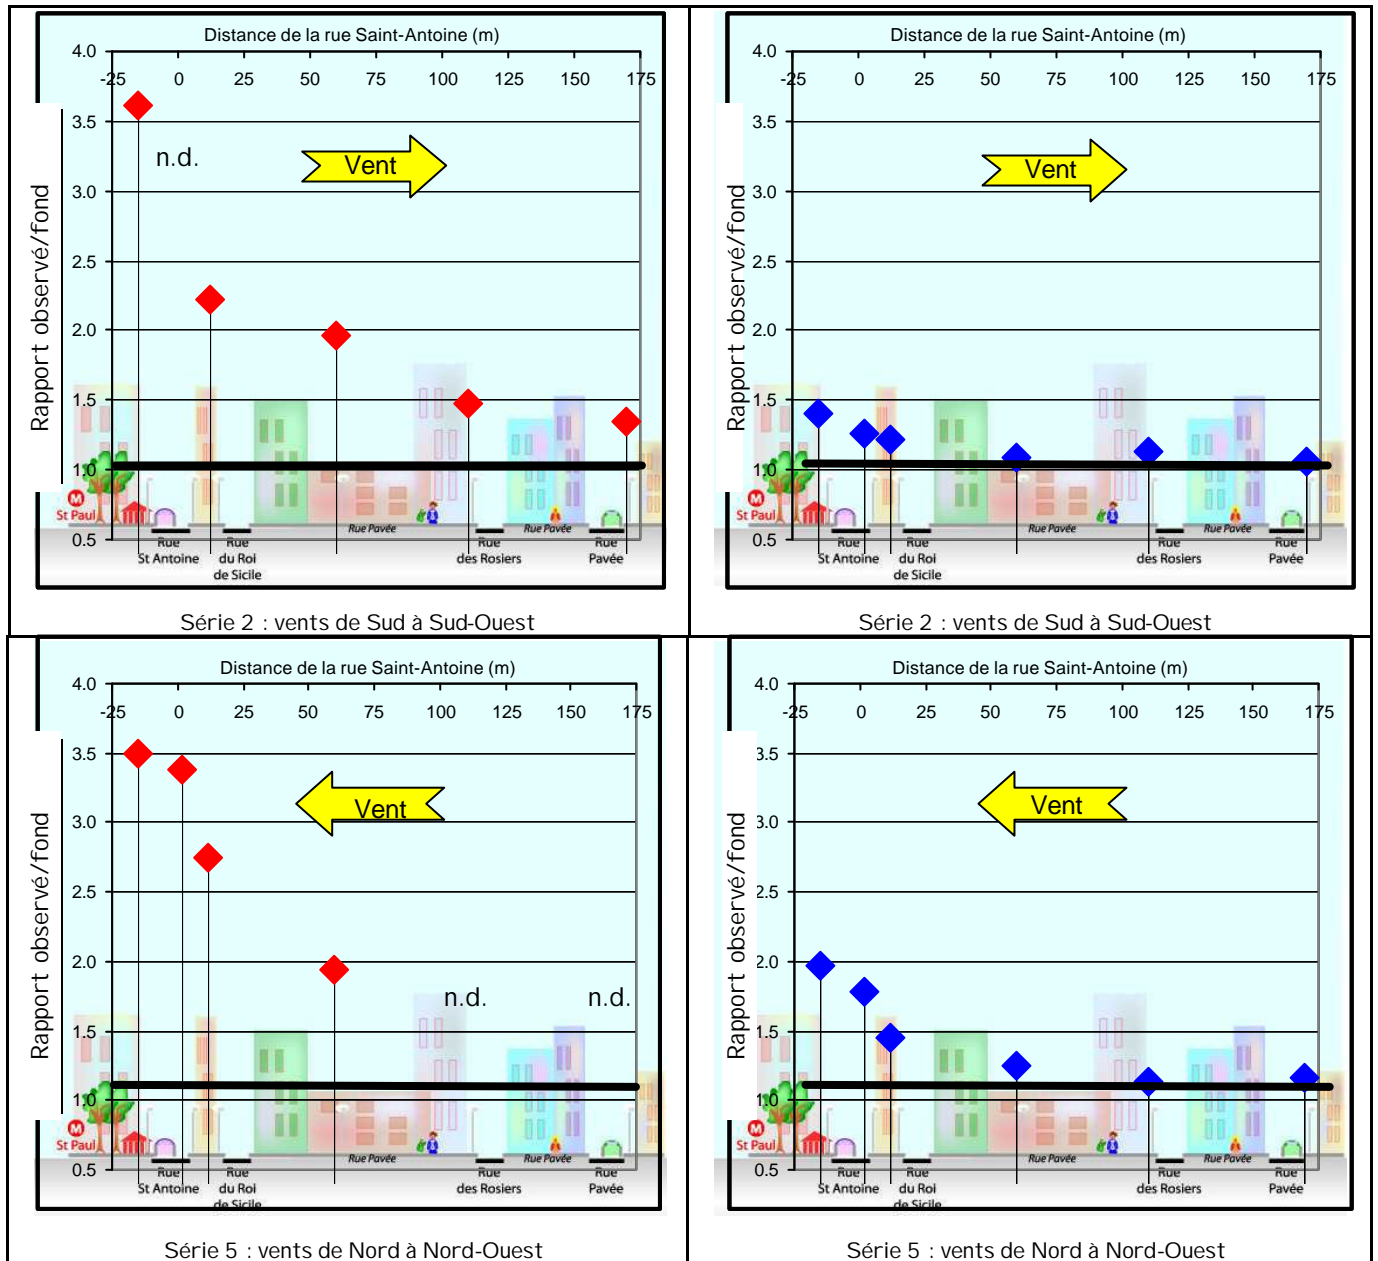 Distance de la rue Saint-Antoine (m)
4.0
-25 0 25 50 75 100 125 150 175
3.5
n.d.
Vent
3.0
2.5
2.0
1.5
1.0
0.5
Rapport observé/fond
M
St Paul
Rue Pavée
Rue Pavée
Rue
St Antoine
Rue
du Roi
de Sicile
Rue
des Rosiers
Rue
Pavée
Série 2 : vents de Sud à Sud-Ouest
Distance de la rue Saint-Antoine (m)
4.0
-25 0 25 50 75 100 125 150 175
3.5
Vent
3.0
2.5
2.0
1.5
1.0
0.5
Rapport observé/fond
M
St Paul
Rue Pavée
Rue Pavée
Rue
St Antoine
Rue
du Roi
de Sicile
Rue
des Rosiers
Rue
Pavée
Série 2 : vents de Sud à Sud-Ouest
Distance de la rue Saint-Antoine (m)
4.0
-25 0 25 50 75 100 125 150 175
3.5
Vent
3.0
2.5
2.0
n.d. n.d.
1.5
1.0
0.5
Rapport observé/fond
M
St Paul
Rue Pavée
Rue Pavée
Rue
St Antoine
Rue
du Roi
de Sicile
Rue
des Rosiers
Rue
Pavée
Série 5 : vents de Nord à Nord-Ouest
Distance de la rue Saint-Antoine (m)
4.0
-25 0 25 50 75 100 125 150 175
3.5
Vent
3.0
2.5
2.0
1.5
1.0
0.5
Rapport observé/fond
M
St Paul
Rue Pavée
Rue Pavée
Rue
St Antoine
Rue
du Roi
de Sicile
Rue
des Rosiers
Rue
Pavée
Série 5 : vents de Nord à Nord-Ouest